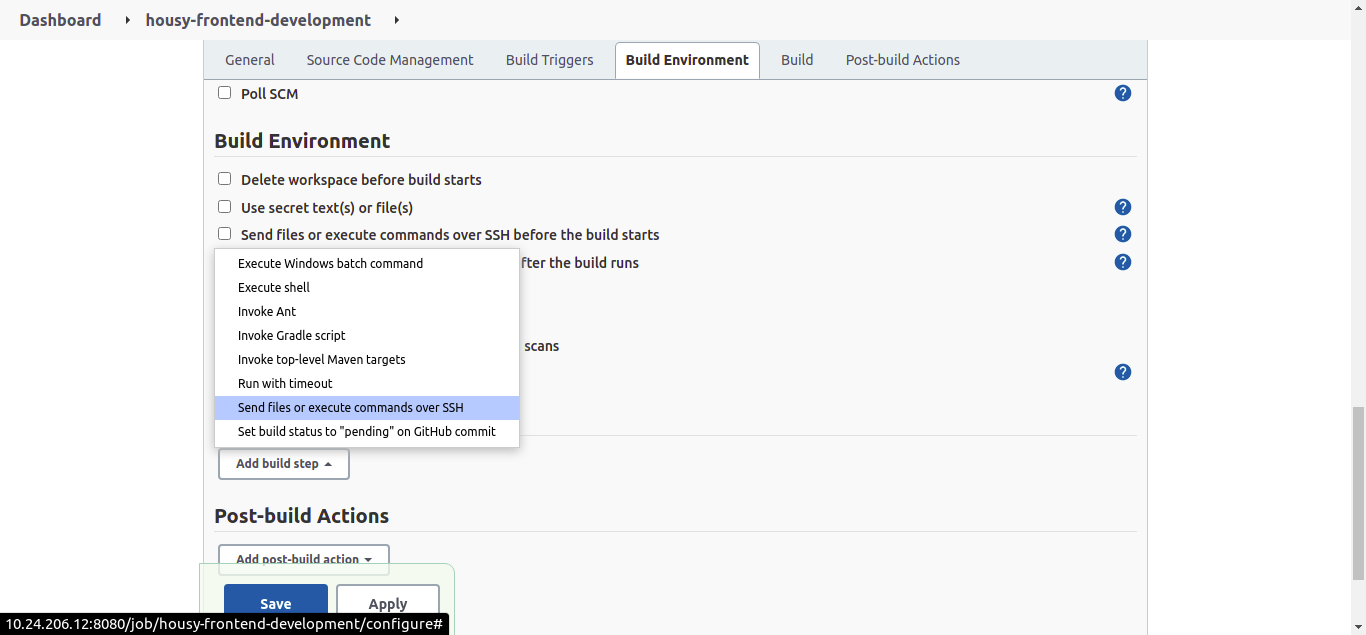 Dashboard housy-frontend-development
General Source Code Management Build Triggers Build Environment Build Post-build Actions
Poll SCM ?
Build Environment
Delete workspace before build starts
Use secret text(s) or file(s) ?
Send files or execute commands over SSH before the build starts ?
Execute Windows batch command fter the build runs ?
Execute shell
Invoke Ant
Invoke Gradle script
scans
Invoke top-level Maven targets
?
Run with timeout
Send files or execute commands over SSH
Set build status to "pending" on GitHub commit
Add build step
Post-build Actions
Add post-build action
Save Apply
10.24.206.12:8080/job/housy-frontend-development/configure#